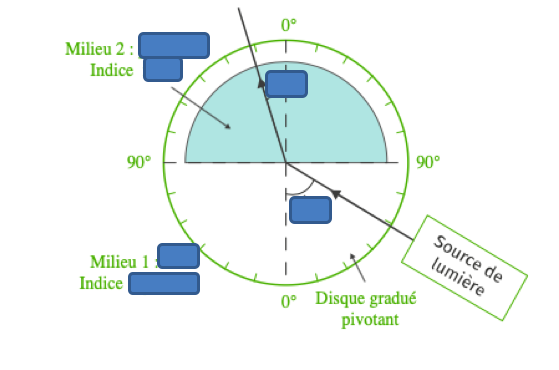 0°
Milieu 2 :
Indice
90°
90°
Source de
lumière
Milieu 1 :
Indice
0°
Disque gradué
pivotant